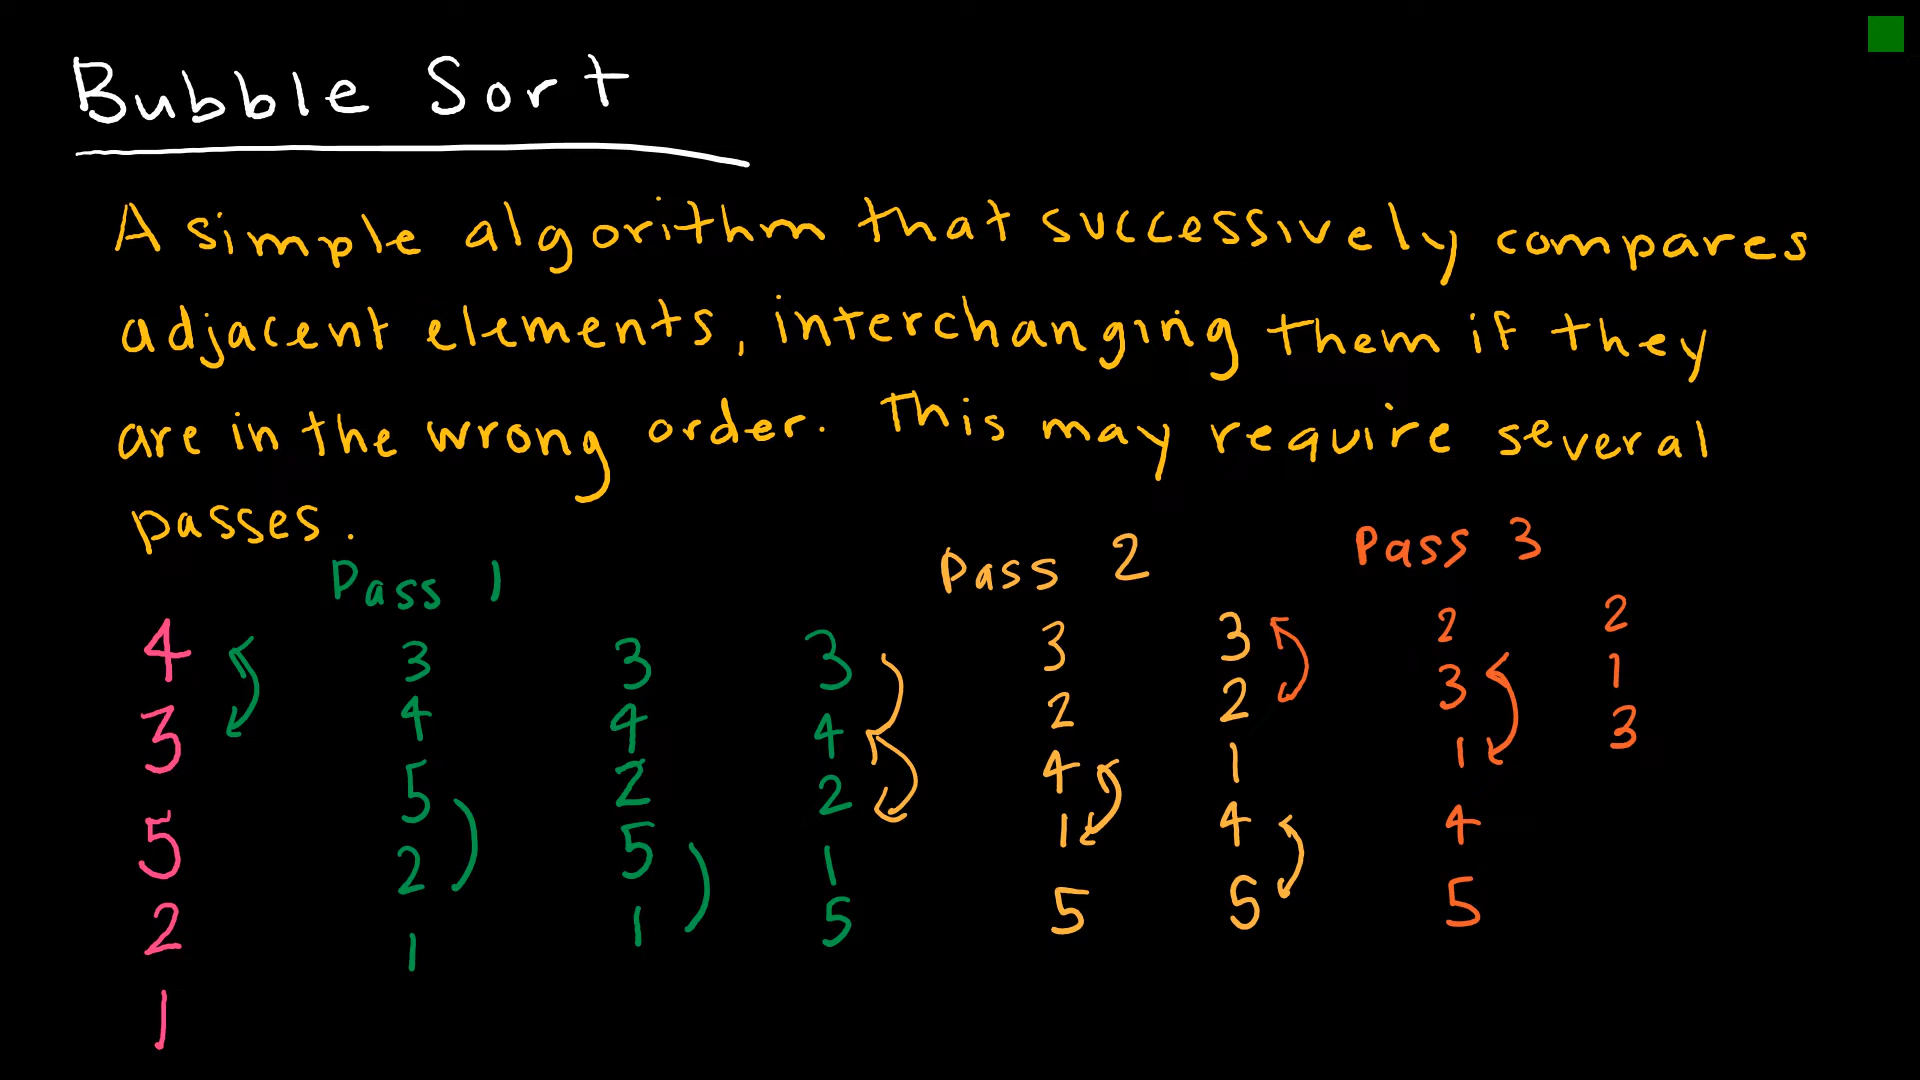 Bubble Sort
A simple algorithm that successively compares
adjacent elements, interchanging them if they
are in the wrong order. This may require several
passes.
Pass 1 Pass 2 Pass 3
4 3 3 3 3 3 2 2
3 4 4 4 2 2 3 1
5 5 2 2 4 1 1 3
2 2 5 1 1 4 4
1 1 1 5 5 5 5